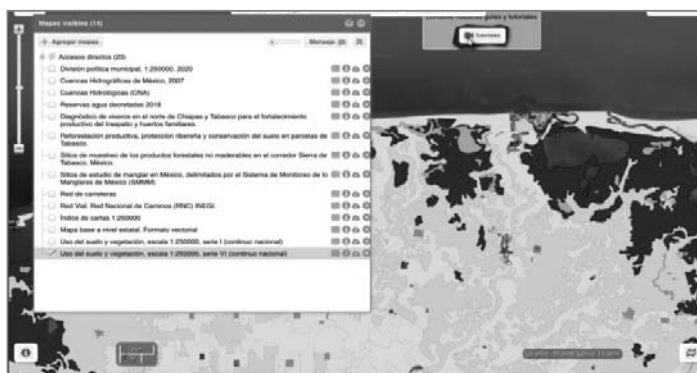 Mapas visibles (14)
Agregar mapas
Mensaje
Accesos directos (23)
División política municipal, 1:250000. 2020
Cuencas Hidrográficas de México, 2007
Cuencas Hidrológicas (CNA)
Reservas agua decretadas 2018
Diagnóstico de viveros en el norte de Chiapas y Tabasco para el fortalecimiento
productivo del traspatio y huertos familiares.
Reforestación productiva, protección ribereña y conservación del suelo en parcelas de
Tabasco.
Sitios de muestreo de los productos forestales no maderables en el corredor Sierra de
Tabasco, México.
Sitios de estudio de manglar en México, delimitados por el Sistema de Monitoreo de lo
Manglares de México (SMMM)
Red de carreteras
Red Vial. Red Nacional de Caminos (RNC) INEGI.
Índice de cartas 1:250000
Mapa base a nivel estatal. Formato vectorial
Uso del suelo y vegetación, escala 1:250000, serie I (continuo nacional)
Uso del suelo y vegetación, escala 1:250000, serie VI (continuo nacional)
guías y tutoriales
Tutoriales